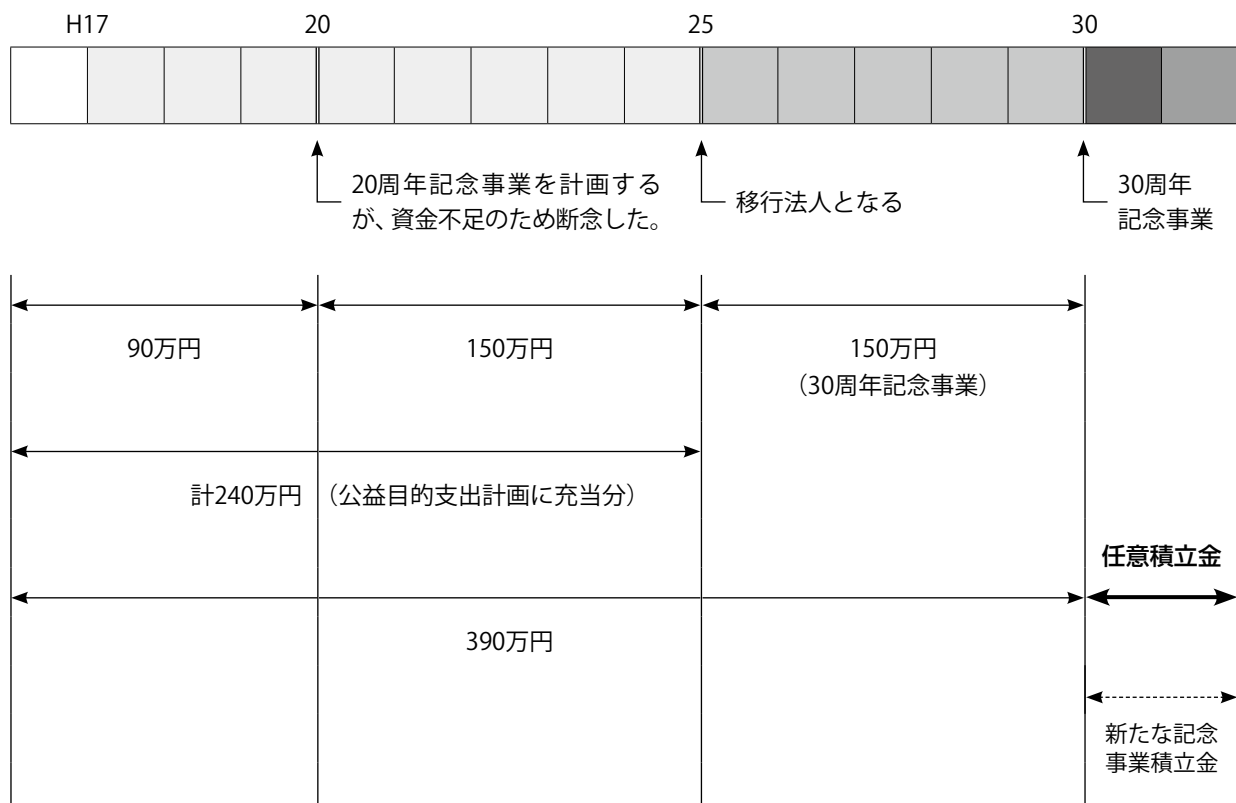 H17
20
25
30
20周年記念事業を計画する
が、資金不足のため断念した。
移行法人となる
30周年
記念事業
90万円
150万円
150万円
（30周年記念事業）
計240万円 （公益目的支出計画に充当分）
任意積立金
390万円
新たな記念
事業積立金